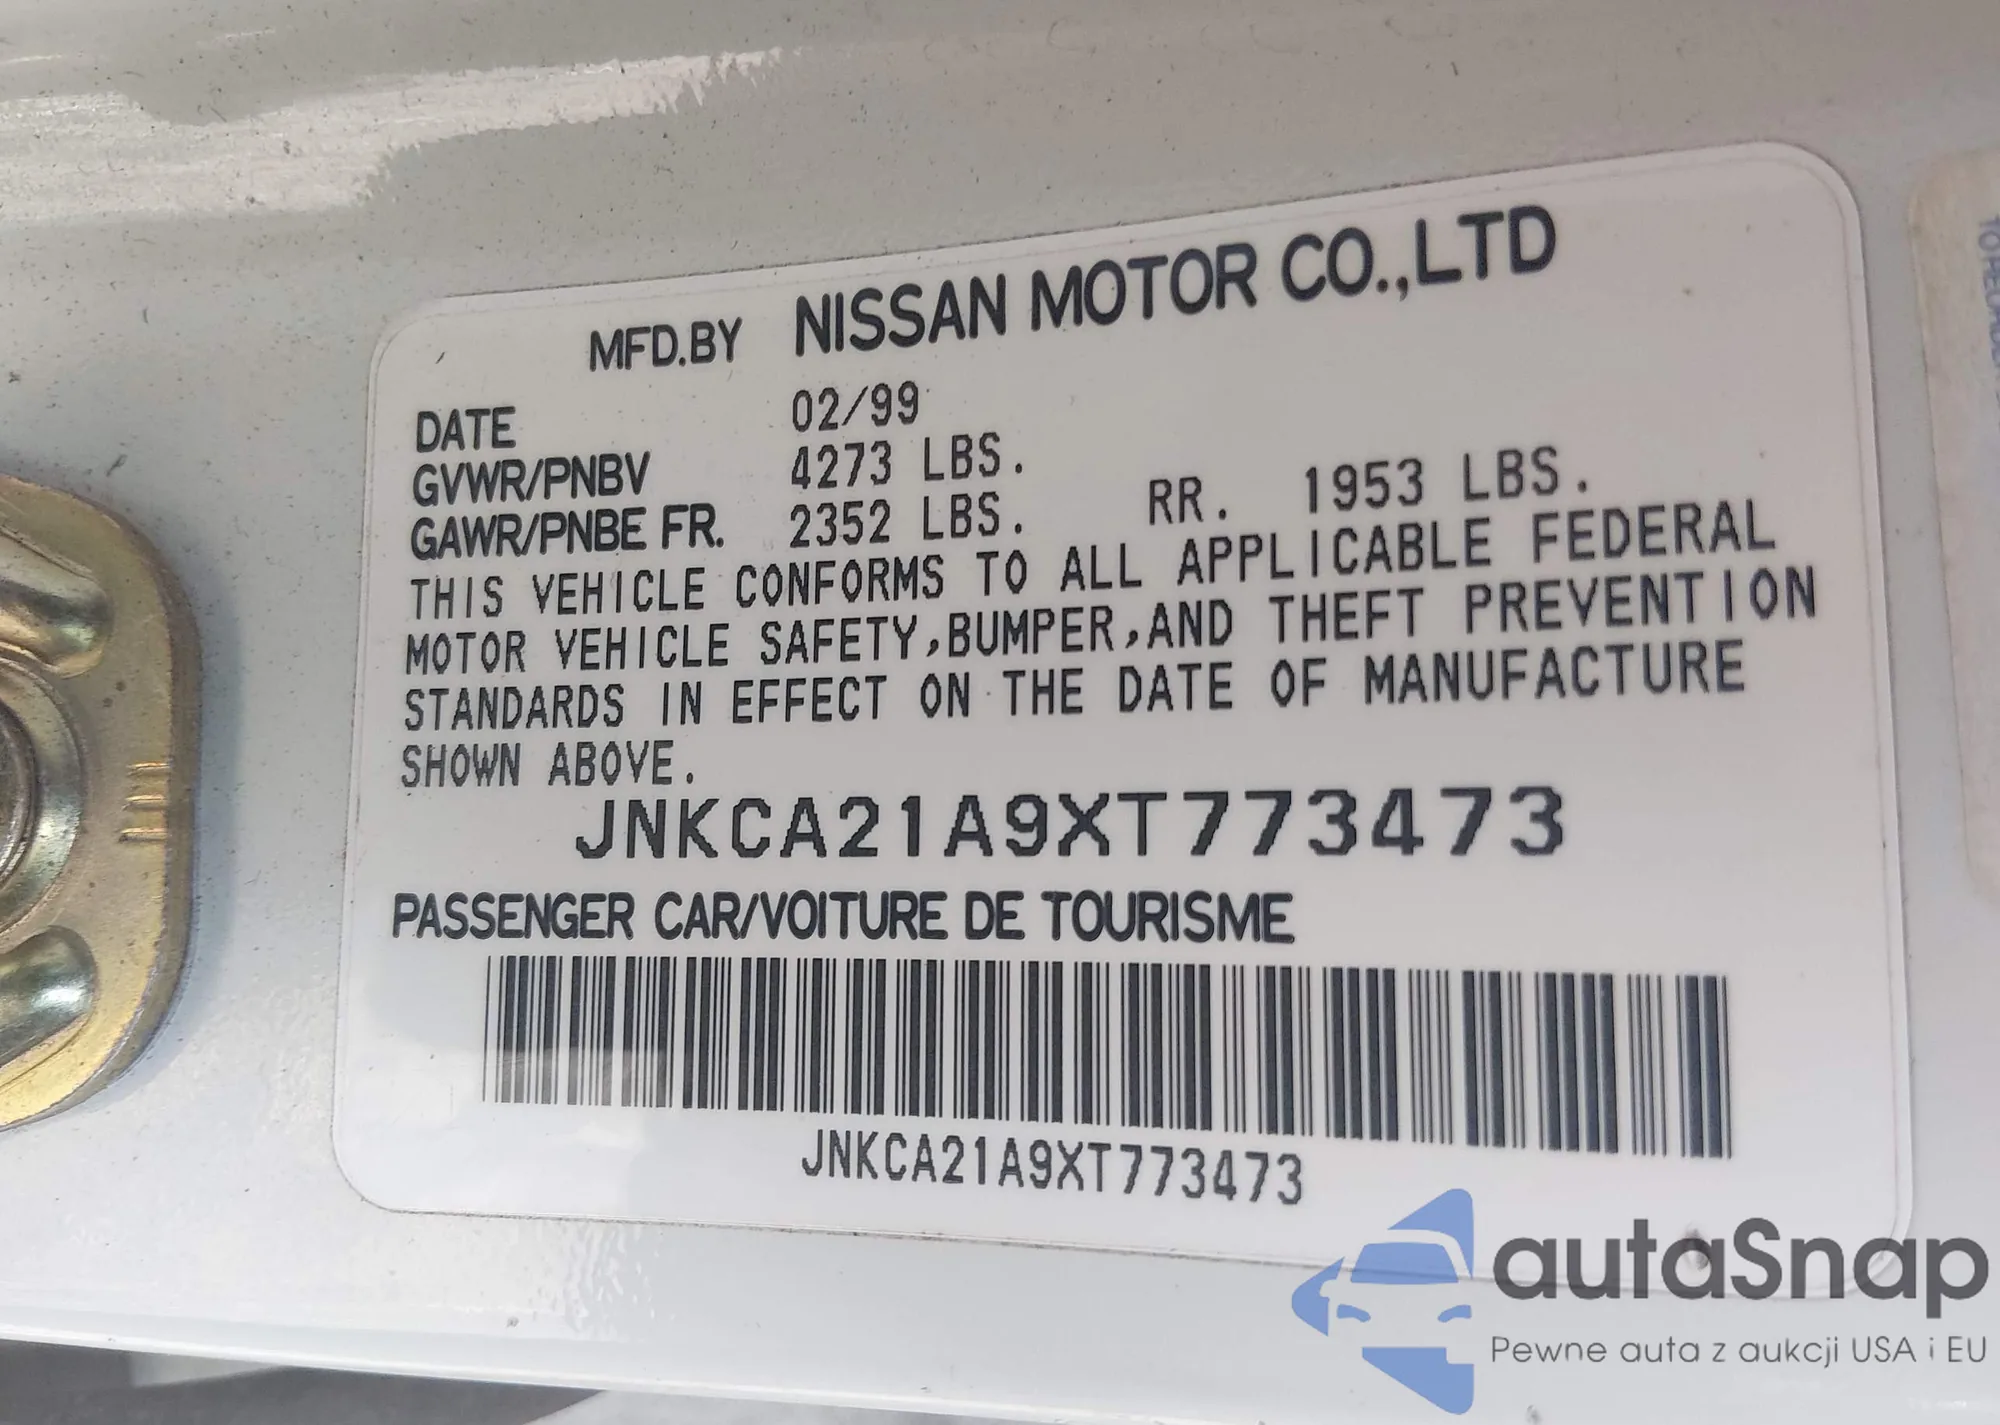 MFD.BY NISSAN MOTOR CO.,LTD
DATE 02/99
GVWR/PNBV 4273 LBS.
GAWR/PNBE FR. 2352 LBS. RR. 1953 LBS.
THIS VEHICLE CONFORMS TO ALL APPLICABLE FEDERAL
MOTOR VEHICLE SAFETY,BUMPER,AND THEFT PREVENTION
STANDARDS IN EFFECT ON THE DATE OF MANUFACTURE
SHOWN ABOVE.
JNKCA21A9XT773473
PASSENGER CAR/VOITURE DE TOURISME
JNKCA21A9XT773473
autaSnap
Pewne auta z aukcji USA i EU